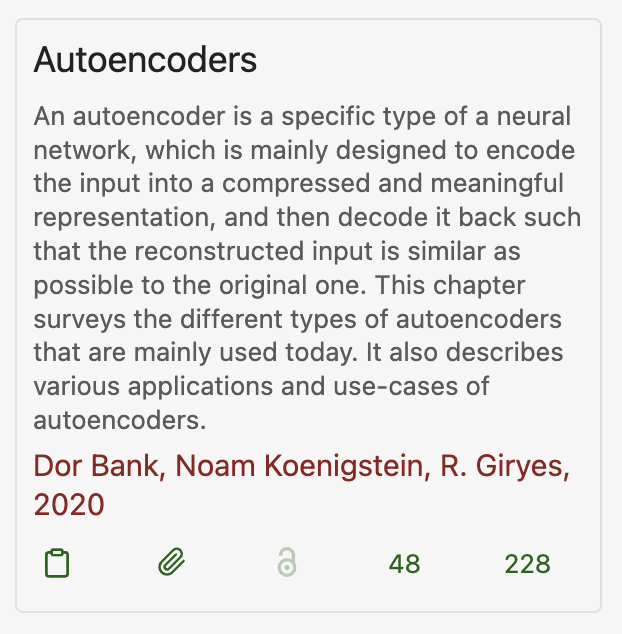 Autoencoders
An autoencoder is a specific type of a neural
network, which is mainly designed to encode
the input into a compressed and meaningful
representation, and then decode it back such
that the reconstructed input is similar as
possible to the original one. This chapter
surveys the different types of autoencoders
that are mainly used today. It also describes
various applications and use-cases of
autoencoders.
Dor Bank, Noam Koenigstein, R. Giryes,
2020
48 228